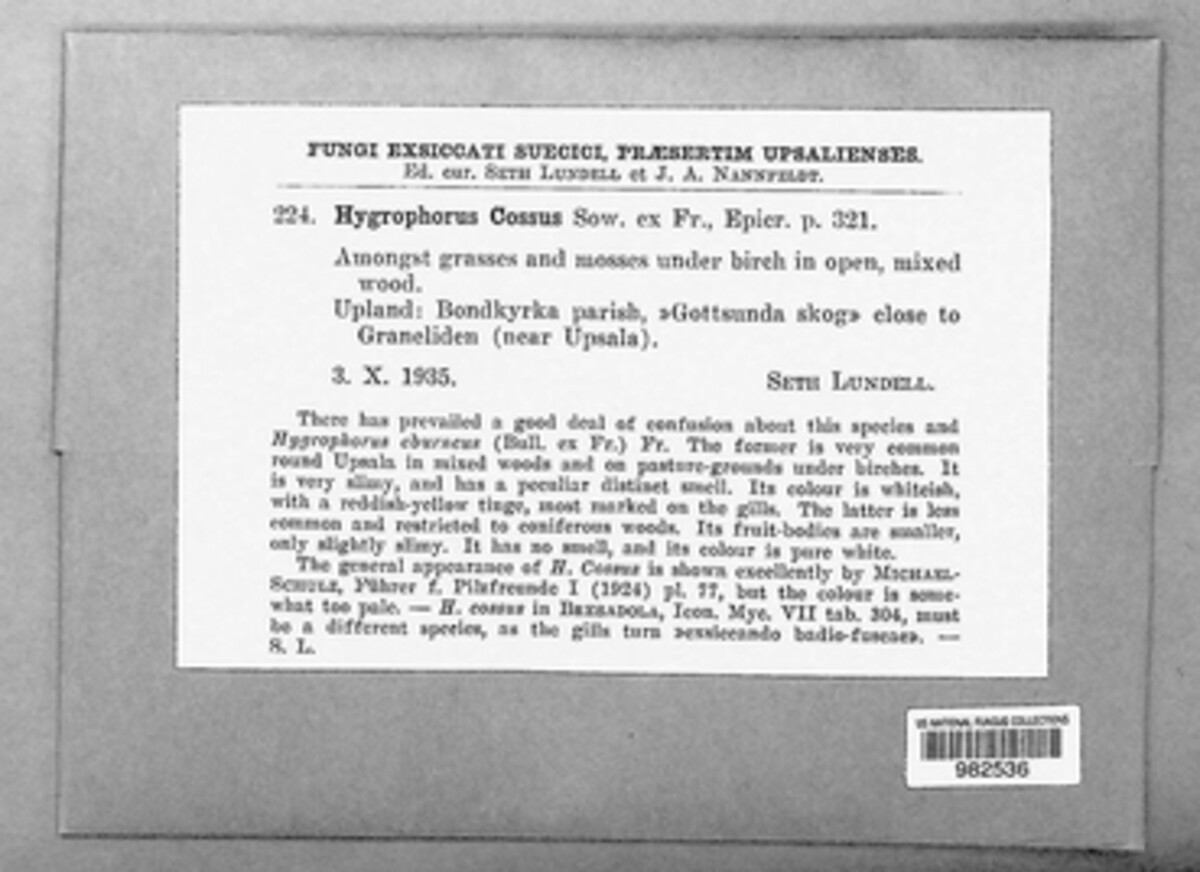 FUNGI EXSICCATI SUECICI, PRÆSERTIM UPSALIENSES.
Ed. cur. SETH LUNDELL et J. A. NANNFELDT.
224. Hygrophorus Cossus Sow. ex Fr., Epicr. p. 321.
Amongst grasses and mosses under birch in open, mixed
wood.
Upland: Bondkyrka parish, »Gottsunda skog» close to
Graneliden (near Upsala).
3. X. 1935. SETH LUNDELL.
There has prevailed a good deal of confusion about this species and
Hygrophorus eburneus (Bull. ex Fr.) Fr. The former is very common
round Upsala in mixed woods and on pasture-grounds under birches. It
is very slimy, and has a peculiar distinct smell. Its colour is whiteish,
with a reddish-yellow tinge, most marked on the gills. The latter is less
common and restricted to coniferous woods. Its fruit-bodies are smaller,
only slightly slimy. It has no smell, and its colour is pure white.
The general appearance of H. Cossus is shown excellently by MICHAEL-
SCHULZ, Führer f. Pilzfreunde I (1924) pl. 77, but the colour is some-
what too pale. — H. cossus in BRESADOLA, Icon. Myc. VII tab. 304, must
be a different species, as the gills turn »exsiccando badio-fuscae». —
S. L.
US NATIONAL FUNGUS COLLECTIONS
982536